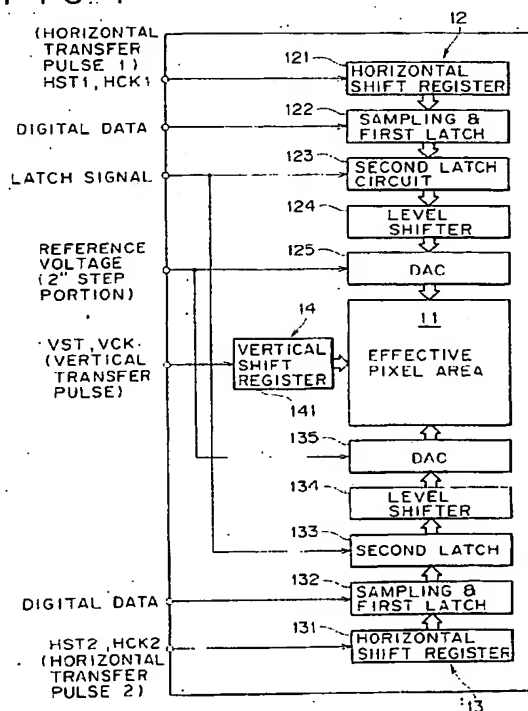 (HORIZONTAL
TRANSFER
PULSE 1)
HST1, HCK1
DIGITAL DATA
LATCH SIGNAL
REFERENCE
VOLTAGE
(2" STEP
PORTION)
VST, VCK
(VERTICAL
TRANSFER
PULSE)
DIGITAL DATA
HST2, HCK2
(HORIZONTAL
TRANSFER
PULSE 2)
12
121
HORIZONTAL
SHIFT REGISTER
122
SAMPLING &
FIRST LATCH
123
SECOND LATCH
CIRCUIT
124
LEVEL
SHIFTER
125
DAC
14
VERTICAL
SHIFT
REGISTER
141
11
EFFECTIVE
PIXEL AREA
135
DAC
134
LEVEL
SHIFTER
133
SECOND LATCH
132
SAMPLING &
FIRST LATCH
131
HORIZONTAL
SHIFT REGISTER
13